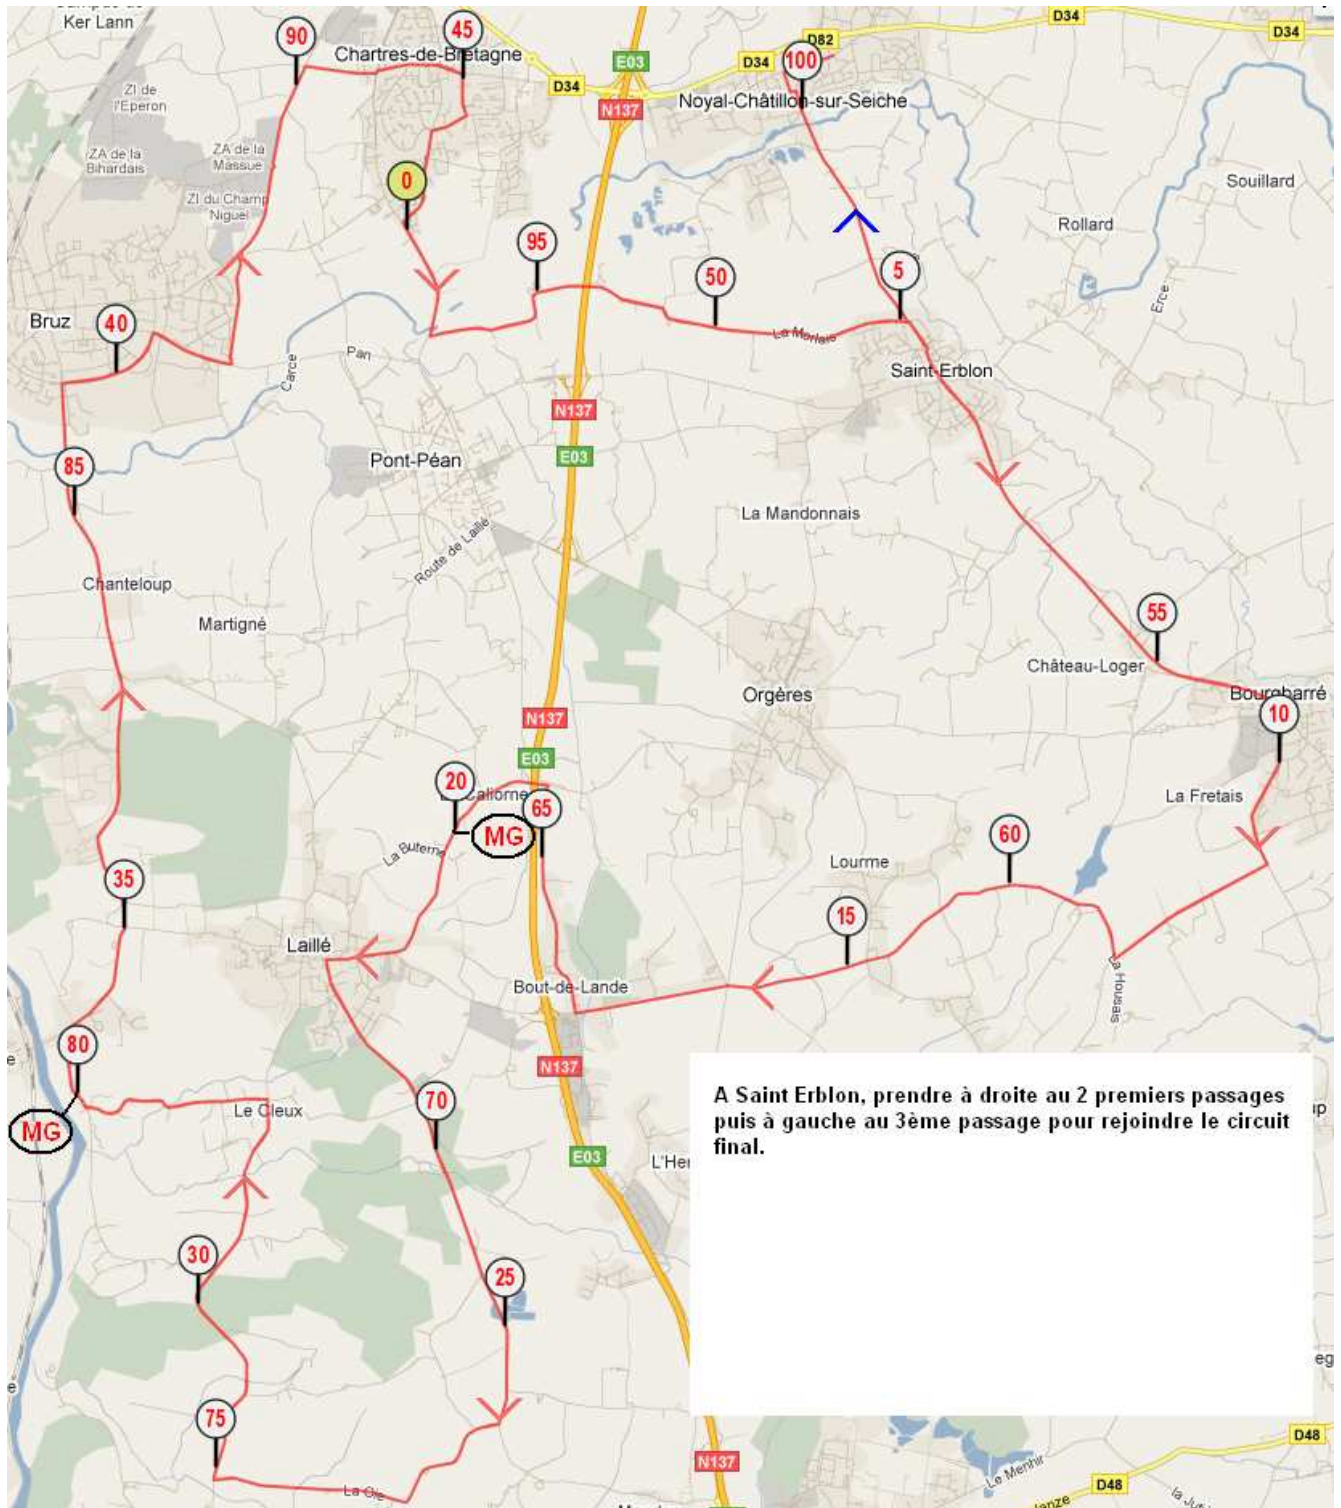 Ker Lann
90
45
Chartres-de-Bretagne
D34
D82
D34
E03
D34
100
D34
N137
Noyal-Châtillon-sur-Seiche
ZI de
l'Eperon
ZA de la
Bihardais
ZA de la
Massue
ZI du Champ
Niguel
0
Souillard
Rollard
95
50
5
Erce
Bruz
40
Pan
Carce
La Morlais
Saint-Erblon
N137
E03
85
Pont-Péan
La Mandonnais
Route de Laillé
Chanteloup
Martigné
55
Château-Loger
Orgères
Bourgbarré
10
N137
E03
20
65
La Fretais
MG
La Buterne
60
Lourme
35
15
Laillé
Bout-de-Lande
La Housais
80
N137
Le Cleux
70
MG
E03
A Saint Erblon, prendre à droite au 2 premiers passages
puis à gauche au 3ème passage pour rejoindre le circuit
final.
30
25
75
La Oie
N137
Le Menhir
D48
D48